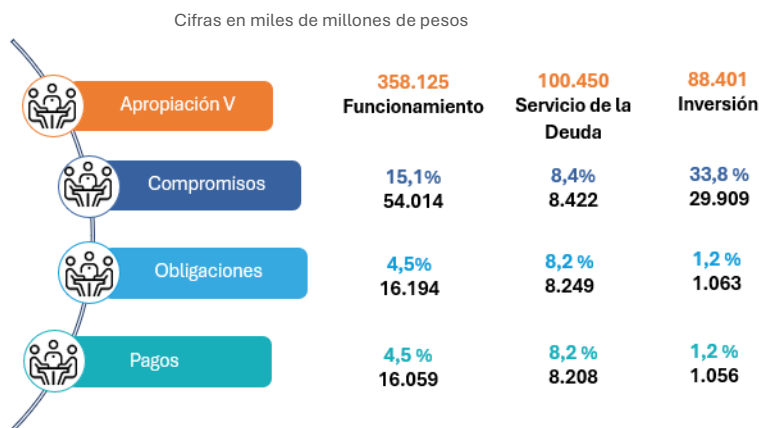 Cifras en miles de millones de pesos
Apropiación V
358.125
100.450
88.401
Funcionamiento
Servicio de la
Deuda
Inversión
Compromisos
15,1%
8,4%
33,8 %
54.014
8.422
29.909
Obligaciones
4,5%
8,2 %
1,2 %
16.194
8.249
1.063
Pagos
4,5 %
8,2 %
1,2 %
16.059
8.208
1.056